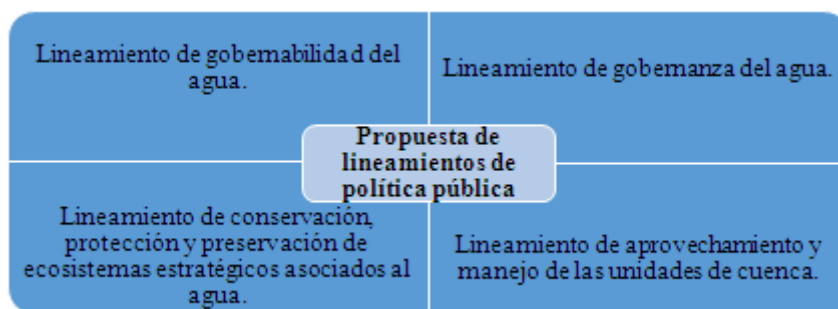 Lineamiento de gobernabilidad del
agua.
Lineamiento de gobernanza del agua.
Propuesta de
lineamientos de
política pública
Lineamiento de conservación,
protección y preservación de
ecosistemas estratégicos asociados al
agua.
Lineamiento de aprovechamiento y
manejo de las unidades de cuenca.